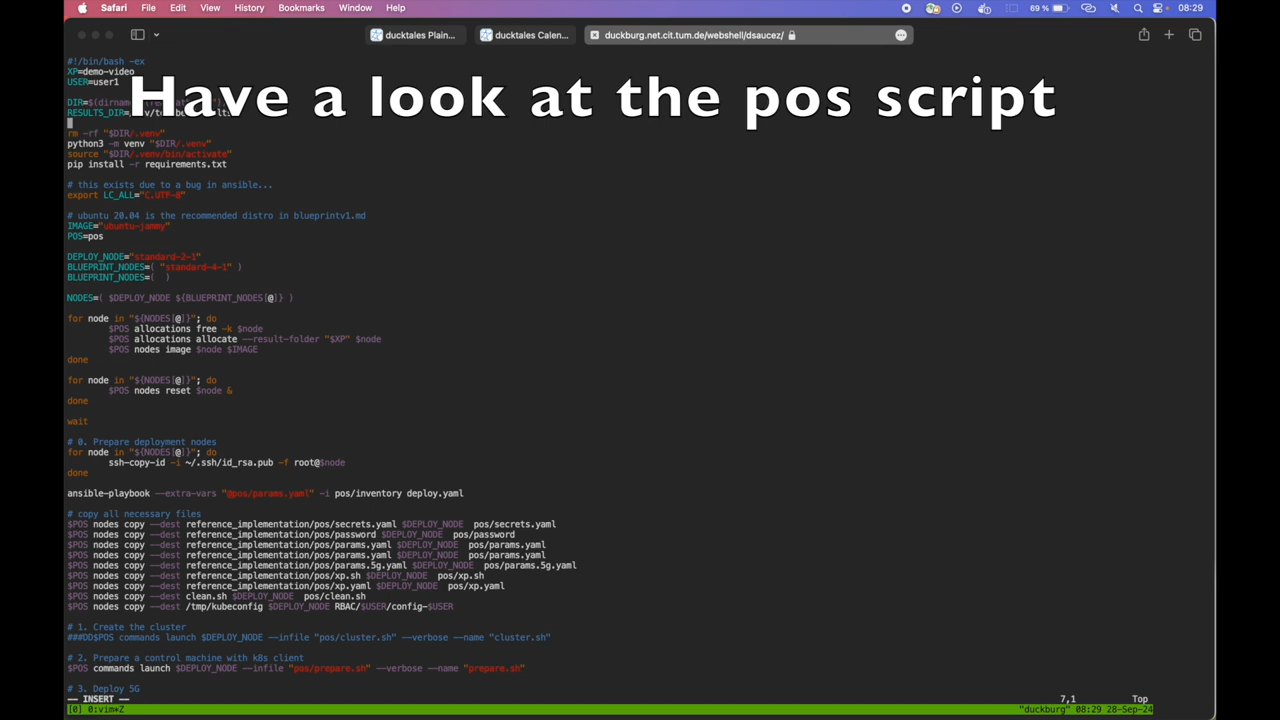 Safari File Edit View History Bookmarks Window Help 69 % 08:29
ducktales Plain... ducktales Calen... duckburg.net.cit.tum.de/webshell/dsaucez/
#!/bin/bash -ex
XP=demo-video
USER=user1
Have a look at the pos script
rm -rf "$DIR/.venv"
python3 -m venv "$DIR/.venv"
source "$DIR/.venv/bin/activate"
pip install -r requirements.txt
# this exists due to a bug in ansible...
export LC_ALL="C.UTF-8"
# ubuntu 20.04 is the recommended distro in blueprintv1.md
IMAGE="ubuntu-jammy"
POS=pos
DEPLOY_NODE="standard-2-1"
BLUEPRINT_NODES=( "standard-4-1" )
BLUEPRINT_NODES=(  )
NODES=( $DEPLOY_NODE ${BLUEPRINT_NODES[@]} )
for node in "${NODES[@]}"; do
$POS allocations free -k $node
$POS allocations allocate --result-folder "$XP" $node
$POS nodes image $node $IMAGE
done
for node in "${NODES[@]}"; do
$POS nodes reset $node &
done
wait
# 0. Prepare deployment nodes
for node in "${NODES[@]}"; do
ssh-copy-id -i ~/.ssh/id_rsa.pub -f root@$node
done
ansible-playbook --extra-vars "@pos/params.yaml" -i pos/inventory deploy.yaml
# copy all necessary files
$POS nodes copy --dest reference_implementation/pos/secrets.yaml $DEPLOY_NODE  pos/secrets.yaml
$POS nodes copy --dest reference_implementation/pos/password $DEPLOY_NODE  pos/password
$POS nodes copy --dest reference_implementation/pos/params.yaml $DEPLOY_NODE  pos/params.yaml
$POS nodes copy --dest reference_implementation/pos/params.yaml $DEPLOY_NODE  pos/params.yaml
$POS nodes copy --dest reference_implementation/pos/params.5g.yaml $DEPLOY_NODE  pos/params.5g.yaml
$POS nodes copy --dest reference_implementation/pos/xp.sh $DEPLOY_NODE  pos/xp.sh
$POS nodes copy --dest reference_implementation/pos/xp.yaml $DEPLOY_NODE  pos/xp.yaml
$POS nodes copy --dest clean.sh $DEPLOY_NODE  pos/clean.sh
$POS nodes copy --dest /tmp/kubeconfig $DEPLOY_NODE RBAC/$USER/config-$USER
# 1. Create the cluster
###DD$POS commands launch $DEPLOY_NODE --infile "pos/cluster.sh" --verbose --name "cluster.sh"
# 2. Prepare a control machine with k8s client
$POS commands launch $DEPLOY_NODE --infile "pos/prepare.sh" --verbose --name "prepare.sh"
# 3. Deploy 5G
-- INSERT -- 7,1 Top
[0] 0:vim*Z "duckburg" 08:29 28-Sep-24